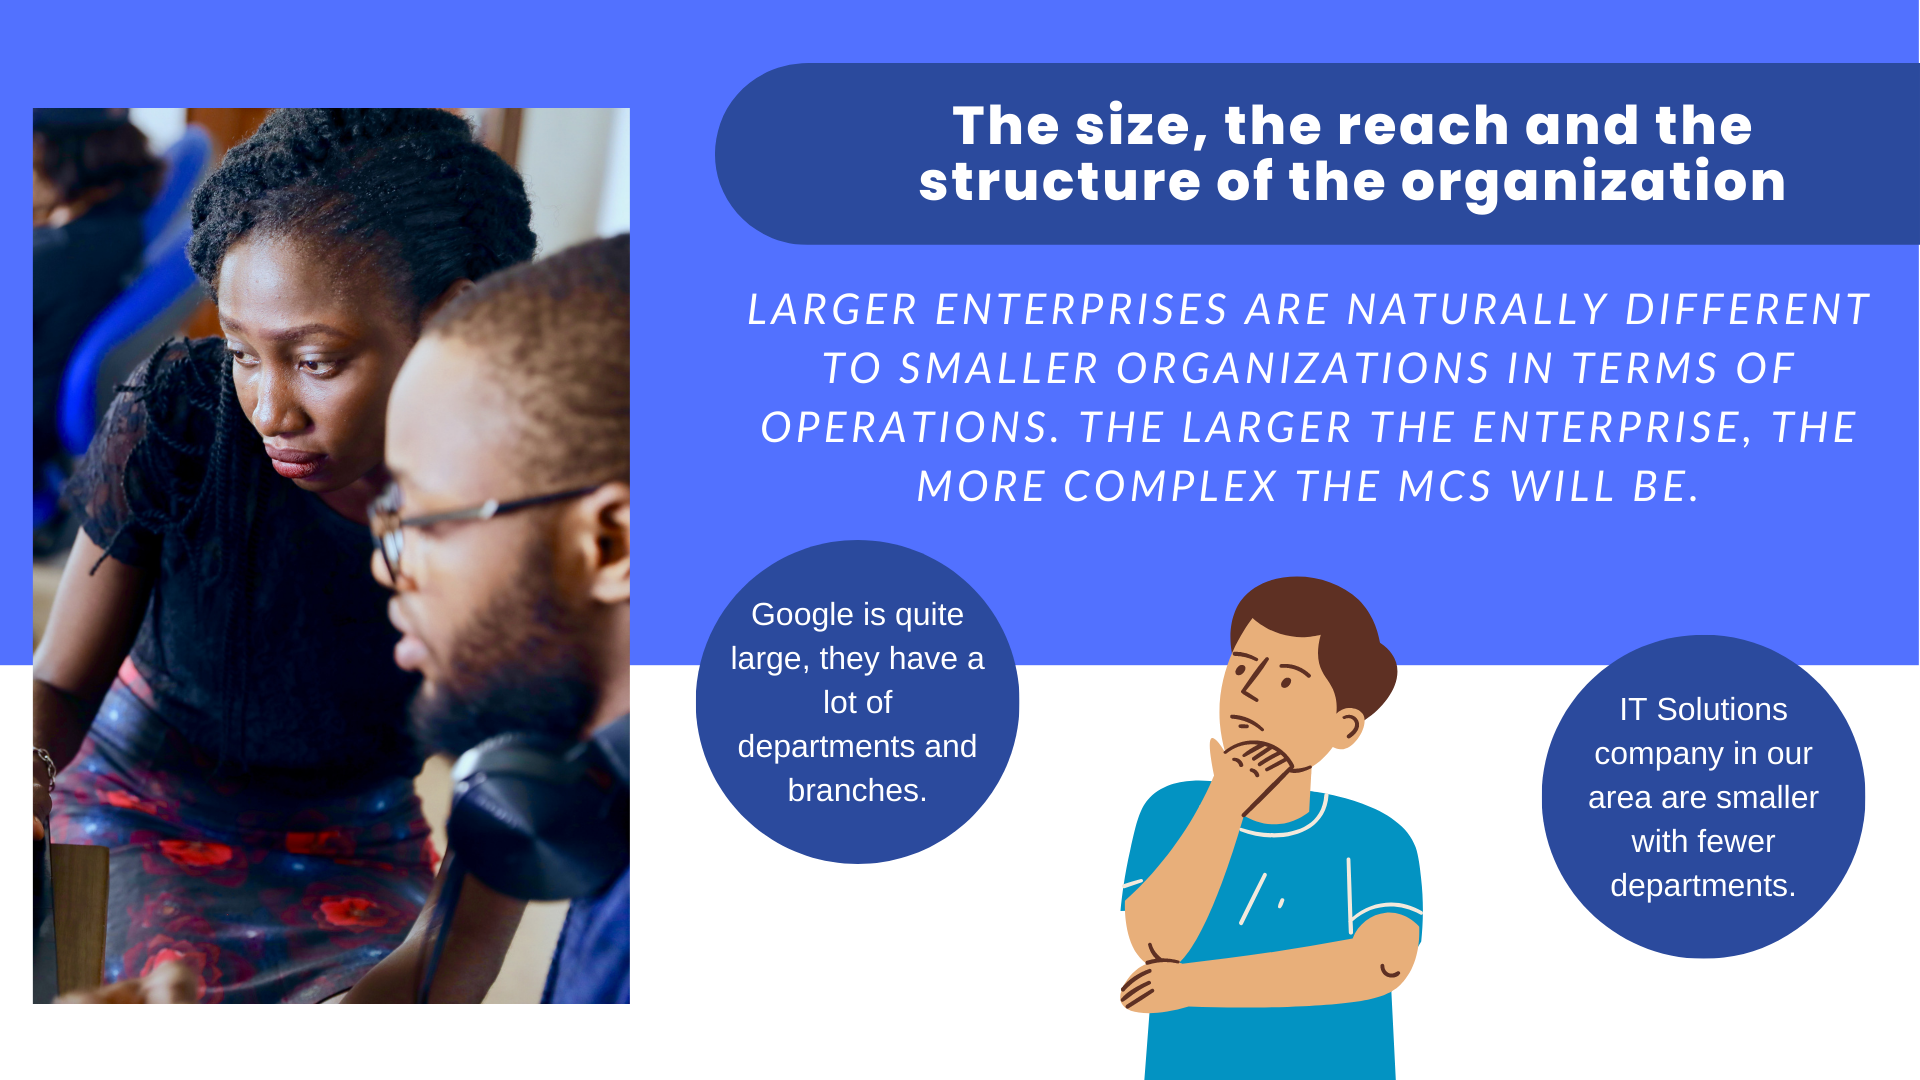 The size, the reach and the
structure of the organization
LARGER ENTERPRISES ARE NATURALLY DIFFERENT
TO SMALLER ORGANIZATIONS IN TERMS OF
OPERATIONS. THE LARGER THE ENTERPRISE, THE
MORE COMPLEX THE MCS WILL BE.
Google is quite
large, they have a
lot of
departments and
branches.
IT Solutions
company in our
area are smaller
with fewer
departments.